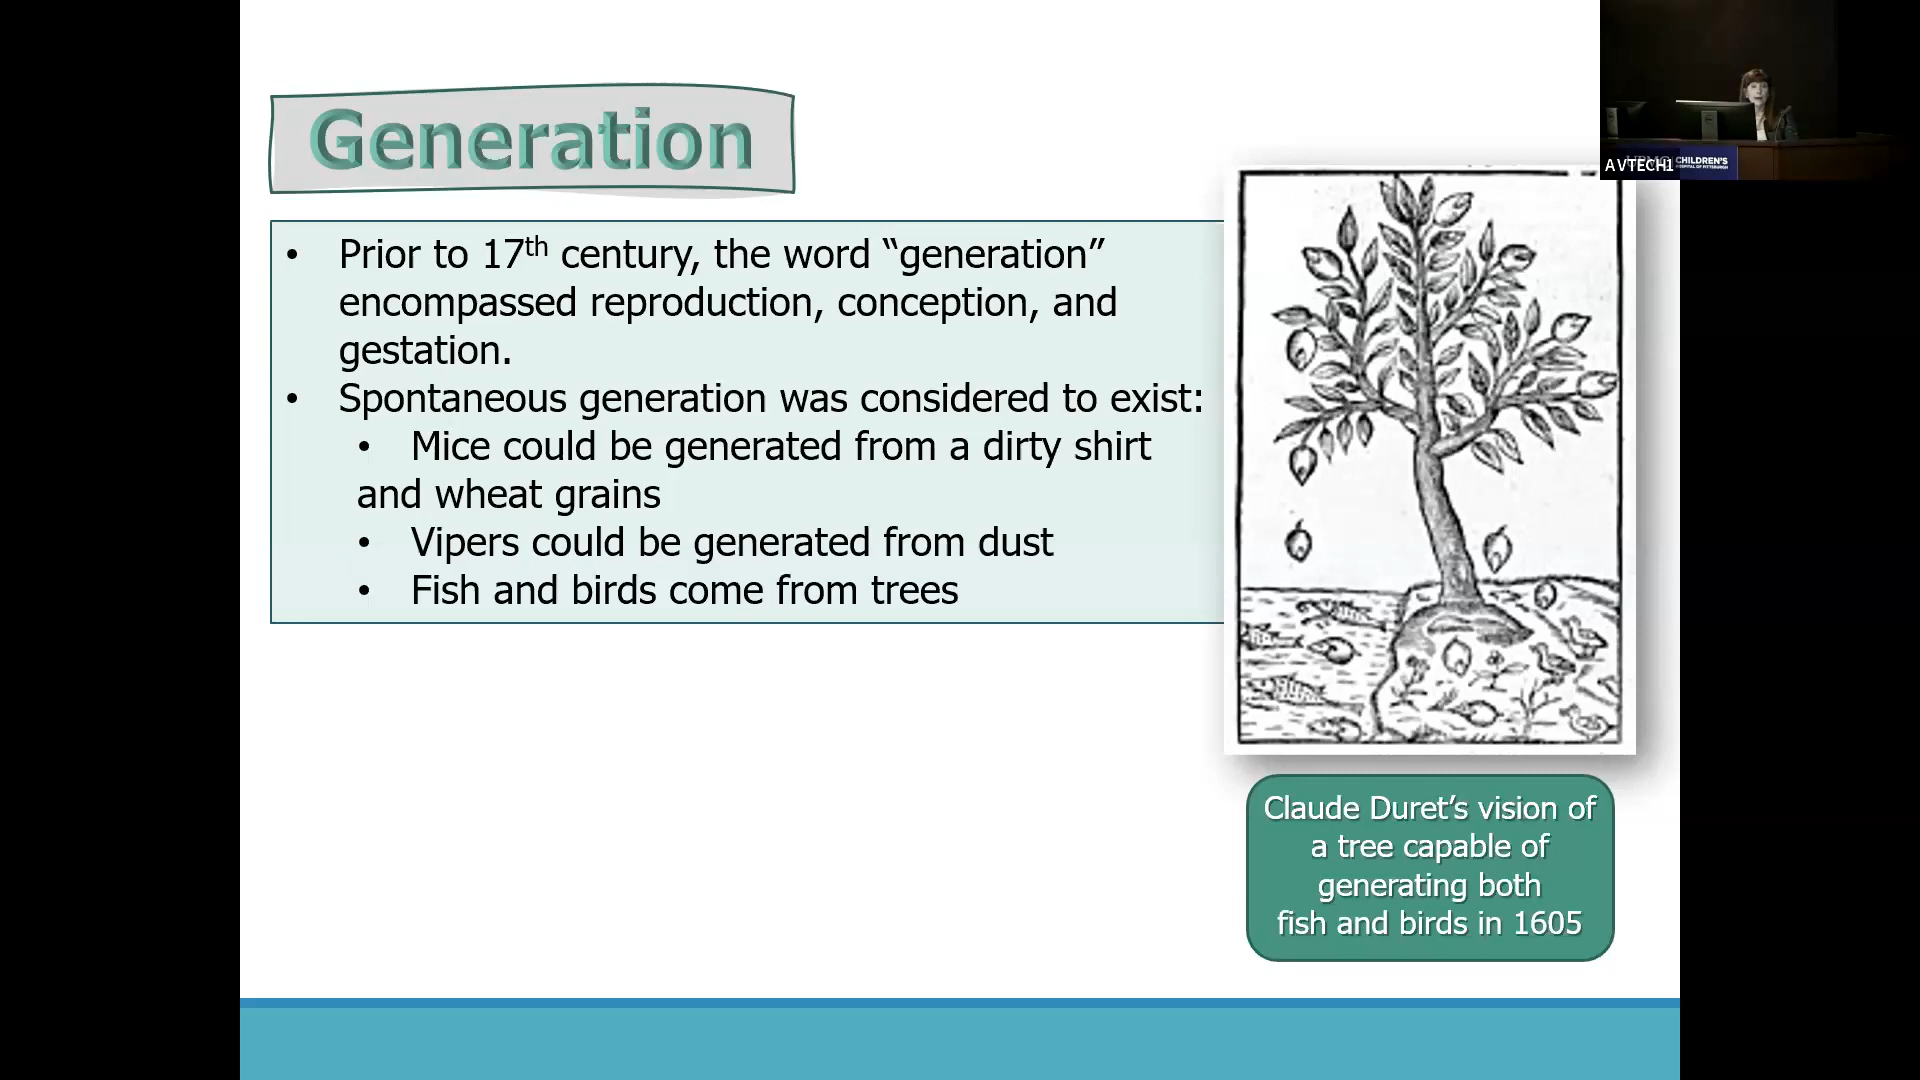 Generation
• Prior to 17th century, the word “generation”
encompassed reproduction, conception, and
gestation.
• Spontaneous generation was considered to exist:
• Mice could be generated from a dirty shirt
and wheat grains
• Vipers could be generated from dust
• Fish and birds come from trees
Claude Duret’s vision of
a tree capable of
generating both
fish and birds in 1605
AVTECH1
CHILDREN'S